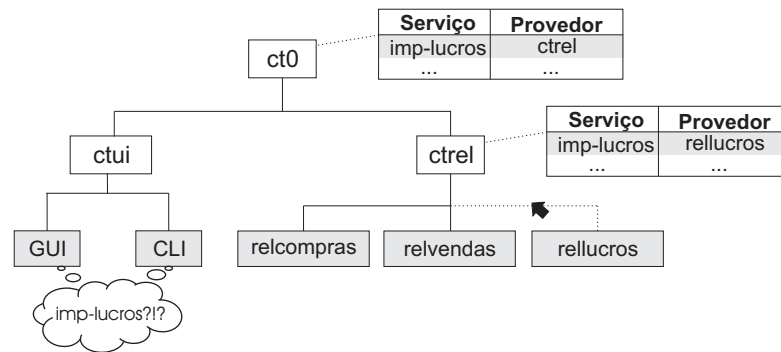 Serviço Provedor
imp-lucros ctrel
... ...
ct0
Serviço Provedor
imp-lucros rellucros
... ...
ctui ctrel
GUI CLI relcompras relvendas rellucros
imp-lucros?!?